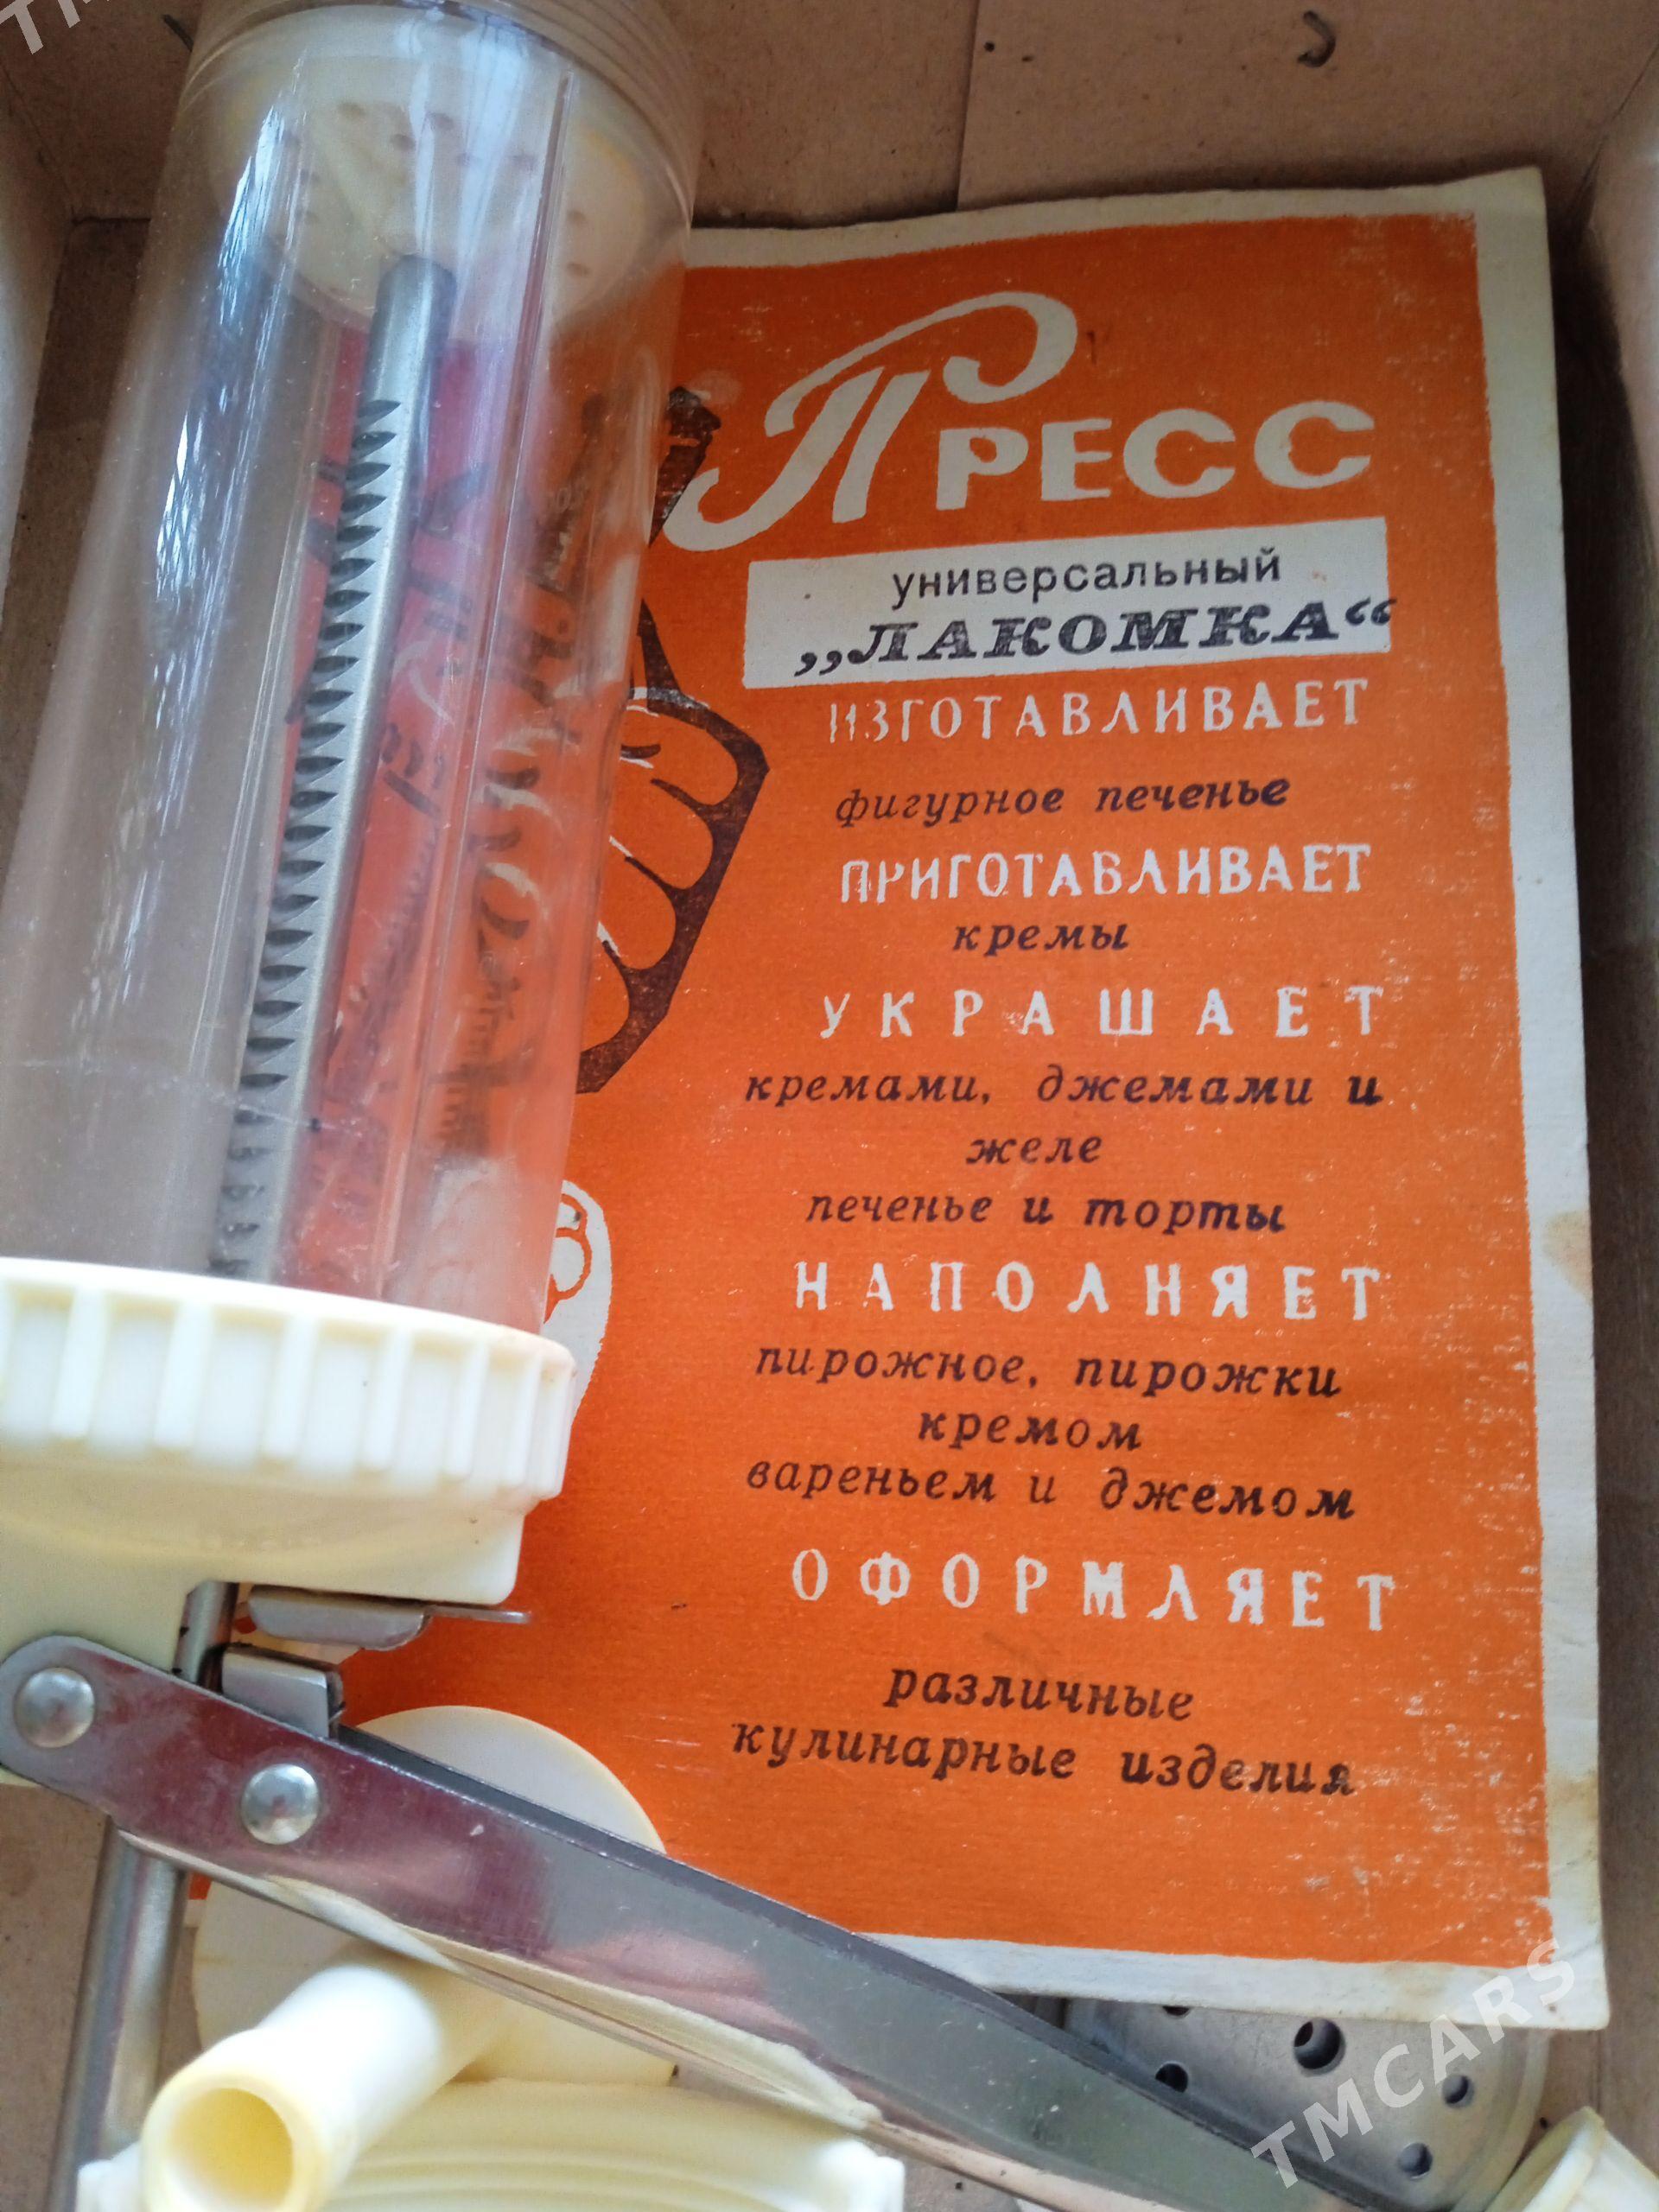 ПРЕСС
универсальный
„ЛАКОМКА“
ИЗГОТАВЛИВАЕТ
фигурное печенье
ПРИГОТАВЛИВАЕТ
кремы
УКРАШАЕТ
кремами, джемами и
желе
печенье и торты
НАПОЛНЯЕТ
пирожное, пирожки
кремом
вареньем и джемом
ОФОРМЛЯЕТ
различные
кулинарные изделия
TMCARS